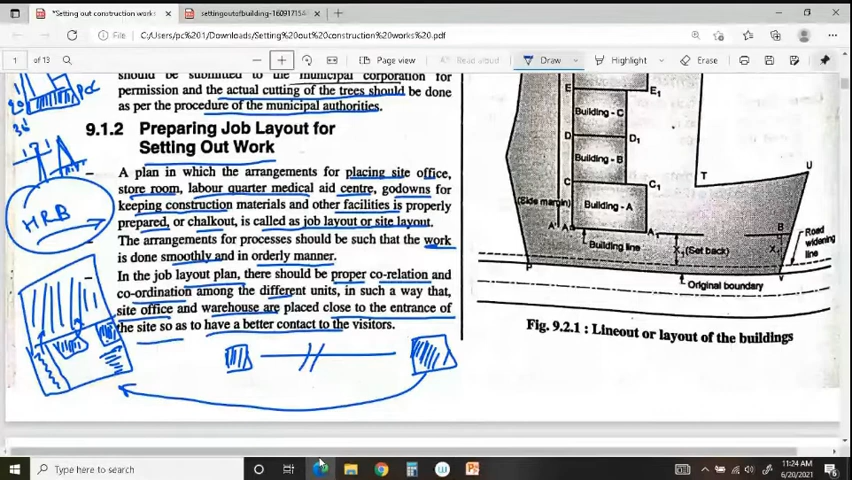 *Setting out construction works
settingoutofbuilding-160917154
C:/Users/pc%201/Downloads/Setting%20out%20construction%20works%20.pdf
1 of 13
Page view
Read aloud
Draw
Highlight
Erase
should be submitted to the municipal corporation for
permission and the actual cutting of the trees should be done
as per the procedure of the municipal authorities.
9.1.2 Preparing Job Layout for
Setting Out Work
A plan in which the arrangements for placing site office,
store room, labour quarter medical aid centre, godowns for
keeping construction materials and other facilities is properly
prepared, or chalkout, is called as job layout or site layout.
The arrangements for processes should be such that the work
is done smoothly and in orderly manner.
In the job layout plan, there should be proper co-relation and
co-ordination among the different units, in such a way that,
site office and warehouse are placed close to the entrance of
the site so as to have a better contact to the visitors.
PCC
HRB
E E₁
Building - C
D D₁
Building - B
C C₁
Building - A
(Side margin)
A' A A₁
Building line
X₁ (Set back)
T U
B
X₁
Road
widening
line
P V
Original boundary
Fig. 9.2.1 : Lineout or layout of the buildings
Type here to search
11:24 AM
6/20/2021